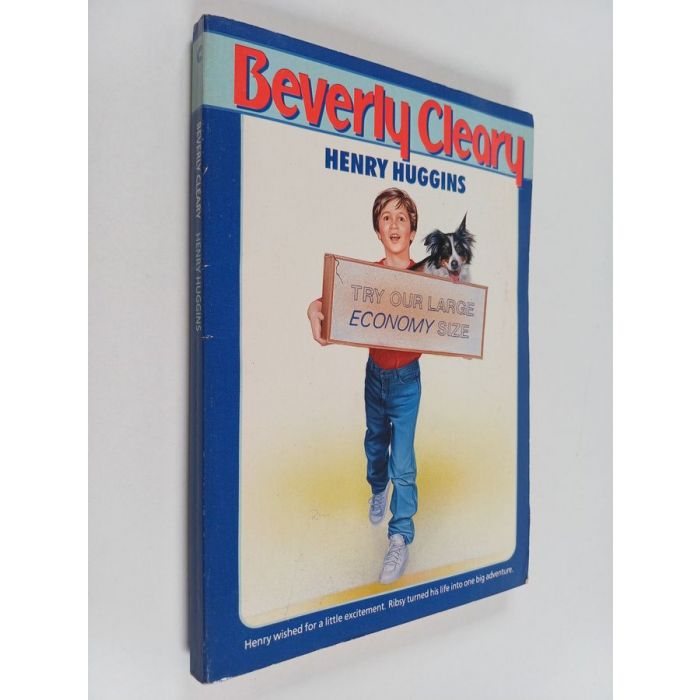 Beverly Cleary
HENRY HUGGINS
TRY OUR LARGE
ECONOMY SIZE
Henry wished for a little excitement. Ribsy turned his life into one big adventure.
BEVERLY CLEARY HENRY HUGGINS